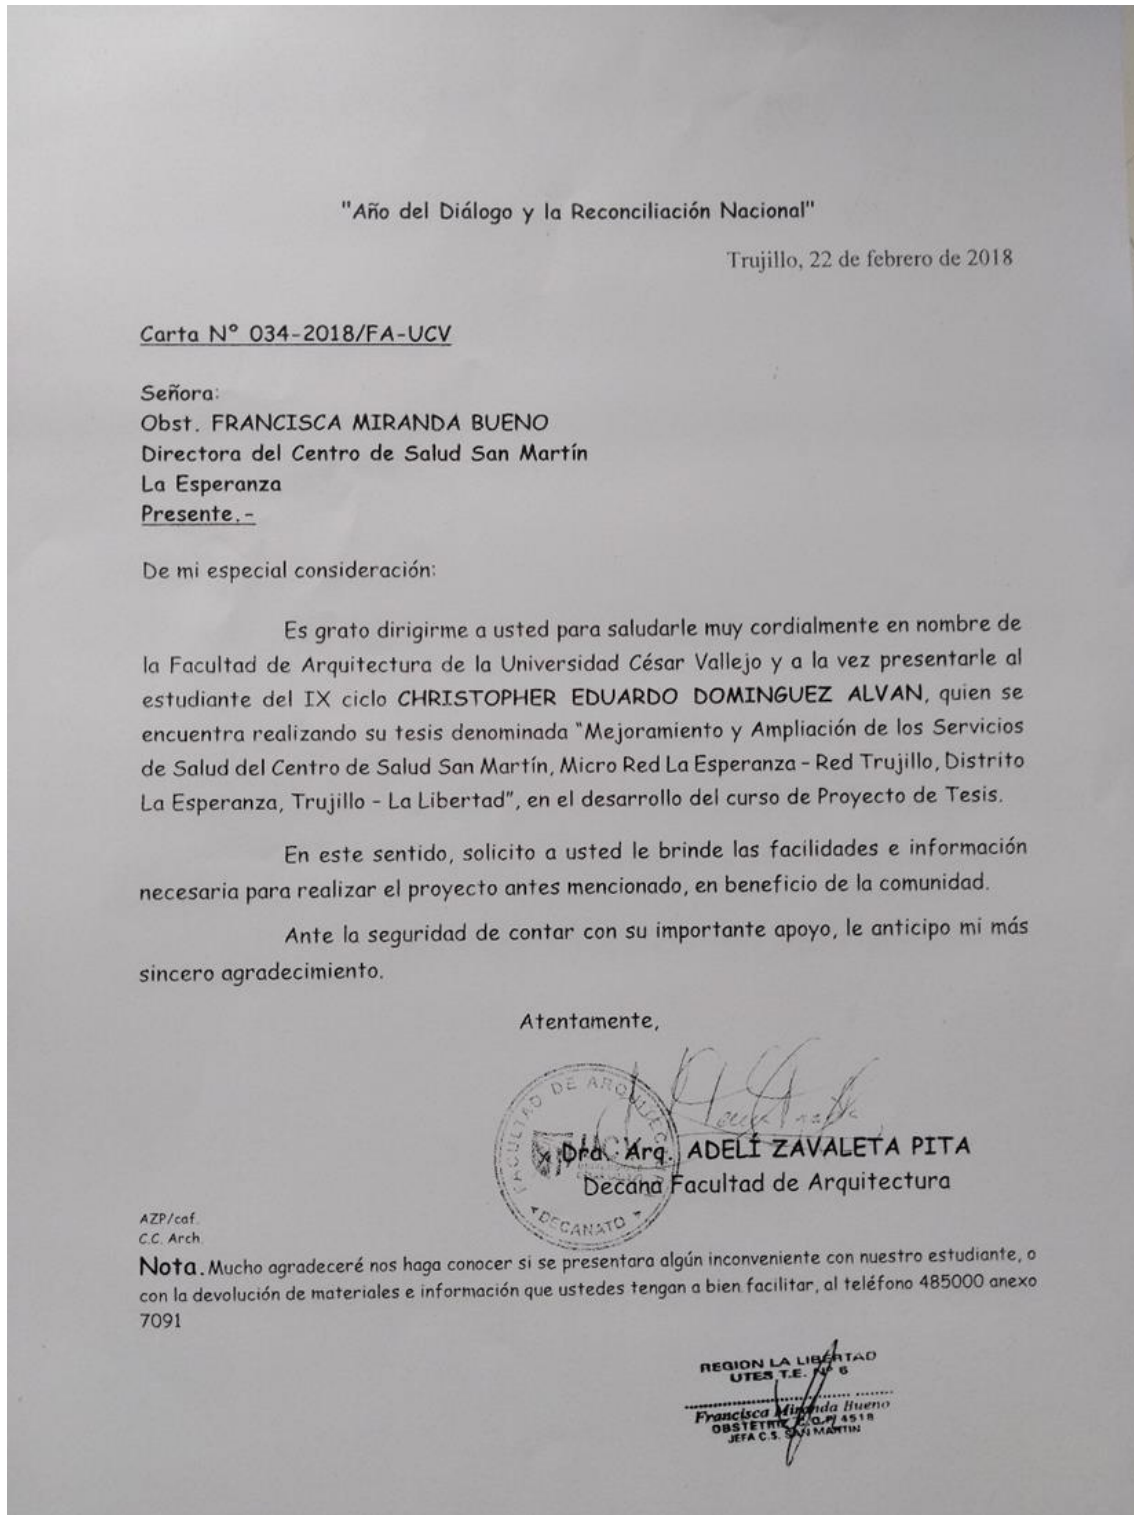 "Año del Diálogo y la Reconciliación Nacional"
Trujillo, 22 de febrero de 2018
Carta N° 034-2018/FA-UCV
Señora:
Obst. FRANCISCA MIRANDA BUENO
Directora del Centro de Salud San Martín
La Esperanza
Presente.-
De mi especial consideración:
Es grato dirigirme a usted para saludarle muy cordialmente en nombre de
la Facultad de Arquitectura de la Universidad César Vallejo y a la vez presentarle al
estudiante del IX ciclo CHRISTOPHER EDUARDO DOMINGUEZ ALVAN, quien se
encuentra realizando su tesis denominada "Mejoramiento y Ampliación de los Servicios
de Salud del Centro de Salud San Martín, Micro Red La Esperanza - Red Trujillo, Distrito
La Esperanza, Trujillo - La Libertad", en el desarrollo del curso de Proyecto de Tesis.
En este sentido, solicito a usted le brinde las facilidades e información
necesaria para realizar el proyecto antes mencionado, en beneficio de la comunidad.
Ante la seguridad de contar con su importante apoyo, le anticipo mi más
sincero agradecimiento.
Atentamente,
FACULTAD DE ARQUITEC
UCV
DECANATO
Dra. Arq. ADELÍ ZAVALETA PITA
Decana Facultad de Arquitectura
AZP/caf.
C.C. Arch.
Nota. Mucho agradeceré nos haga conocer si se presentara algún inconveniente con nuestro estudiante, o
con la devolución de materiales e información que ustedes tengan a bien facilitar, al teléfono 485000 anexo
7091
REGION LA LIBERTAD
UTES T.E. N° 6
Francisca Miranda Bueno
OBSTETRIZ 4518
JEFA C.S. SAN MARTIN